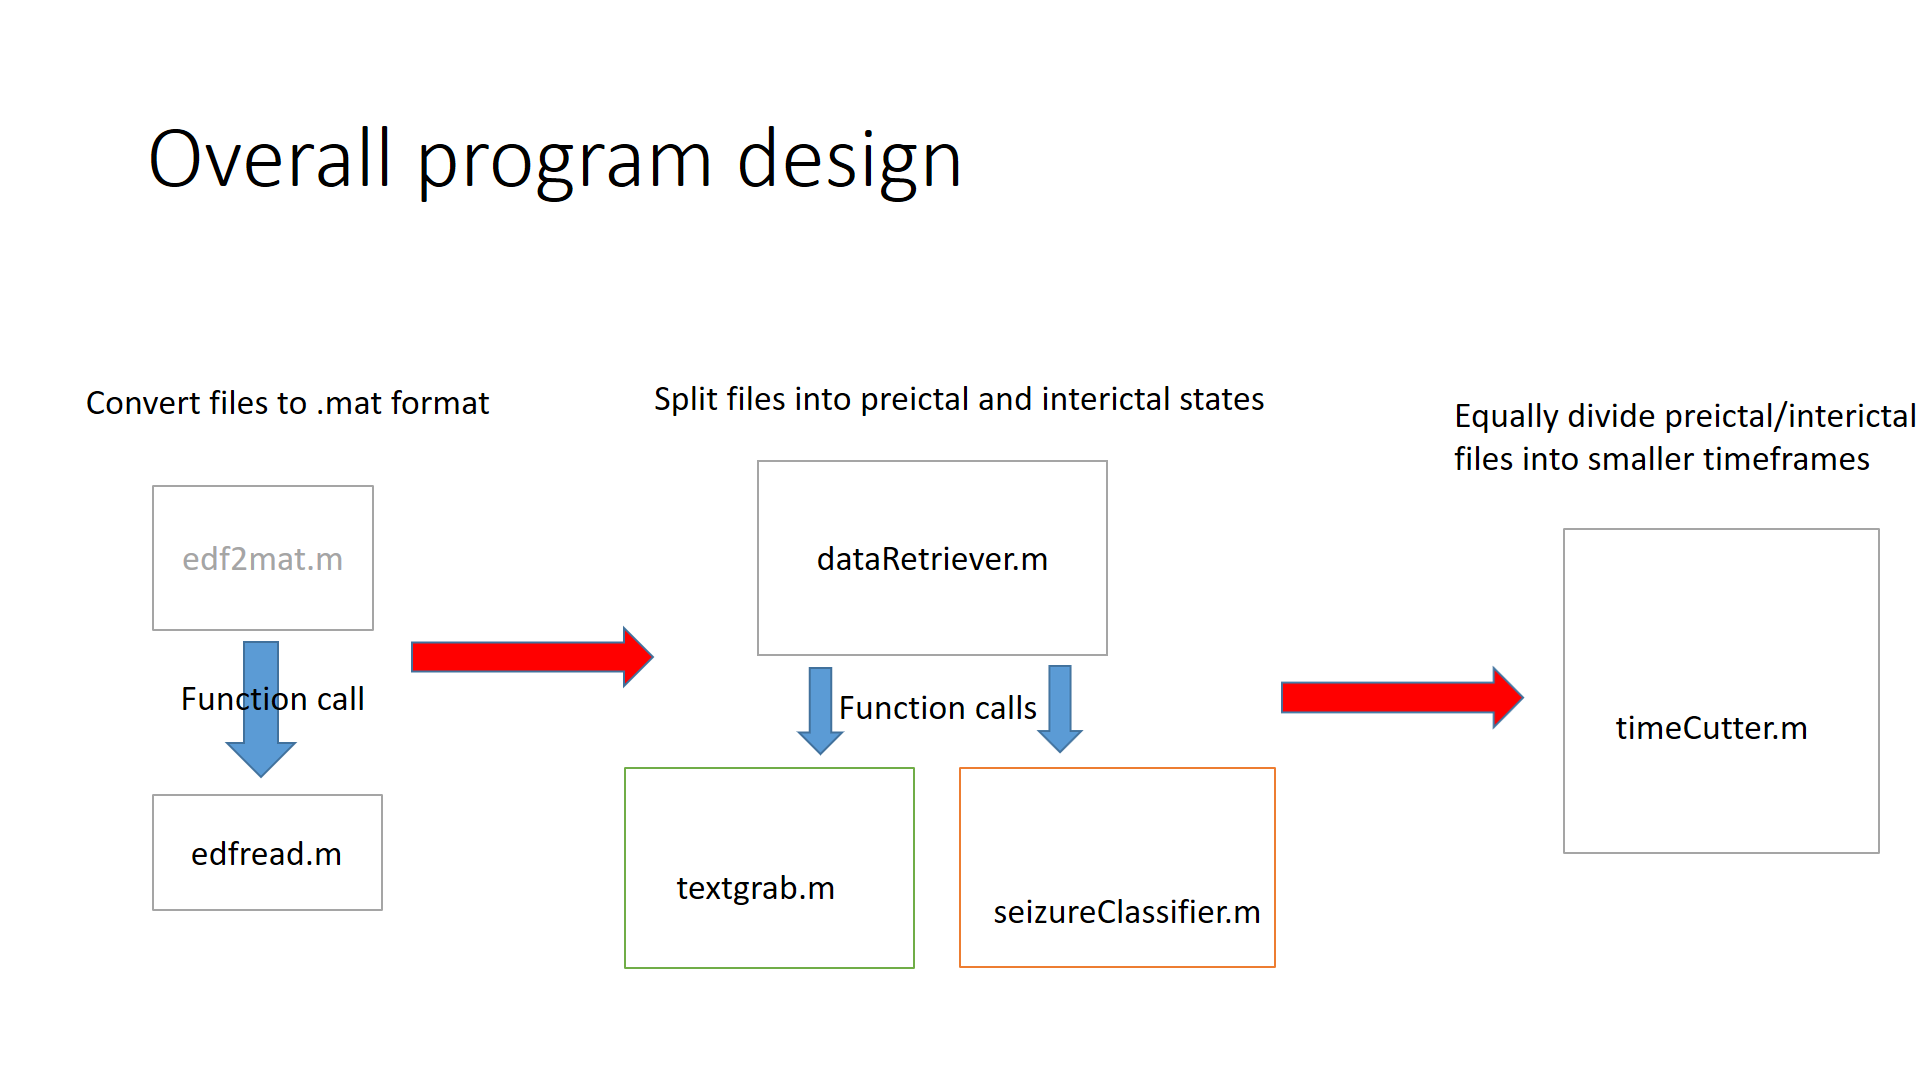 Overall program design
Convert files to .mat format
edf2mat.m
Function call
edfread.m
Split files into preictal and interictal states
dataRetriever.m
Function calls
textgrab.m
seizureClassifier.m
Equally divide preictal/interictal
files into smaller timeframes
timeCutter.m